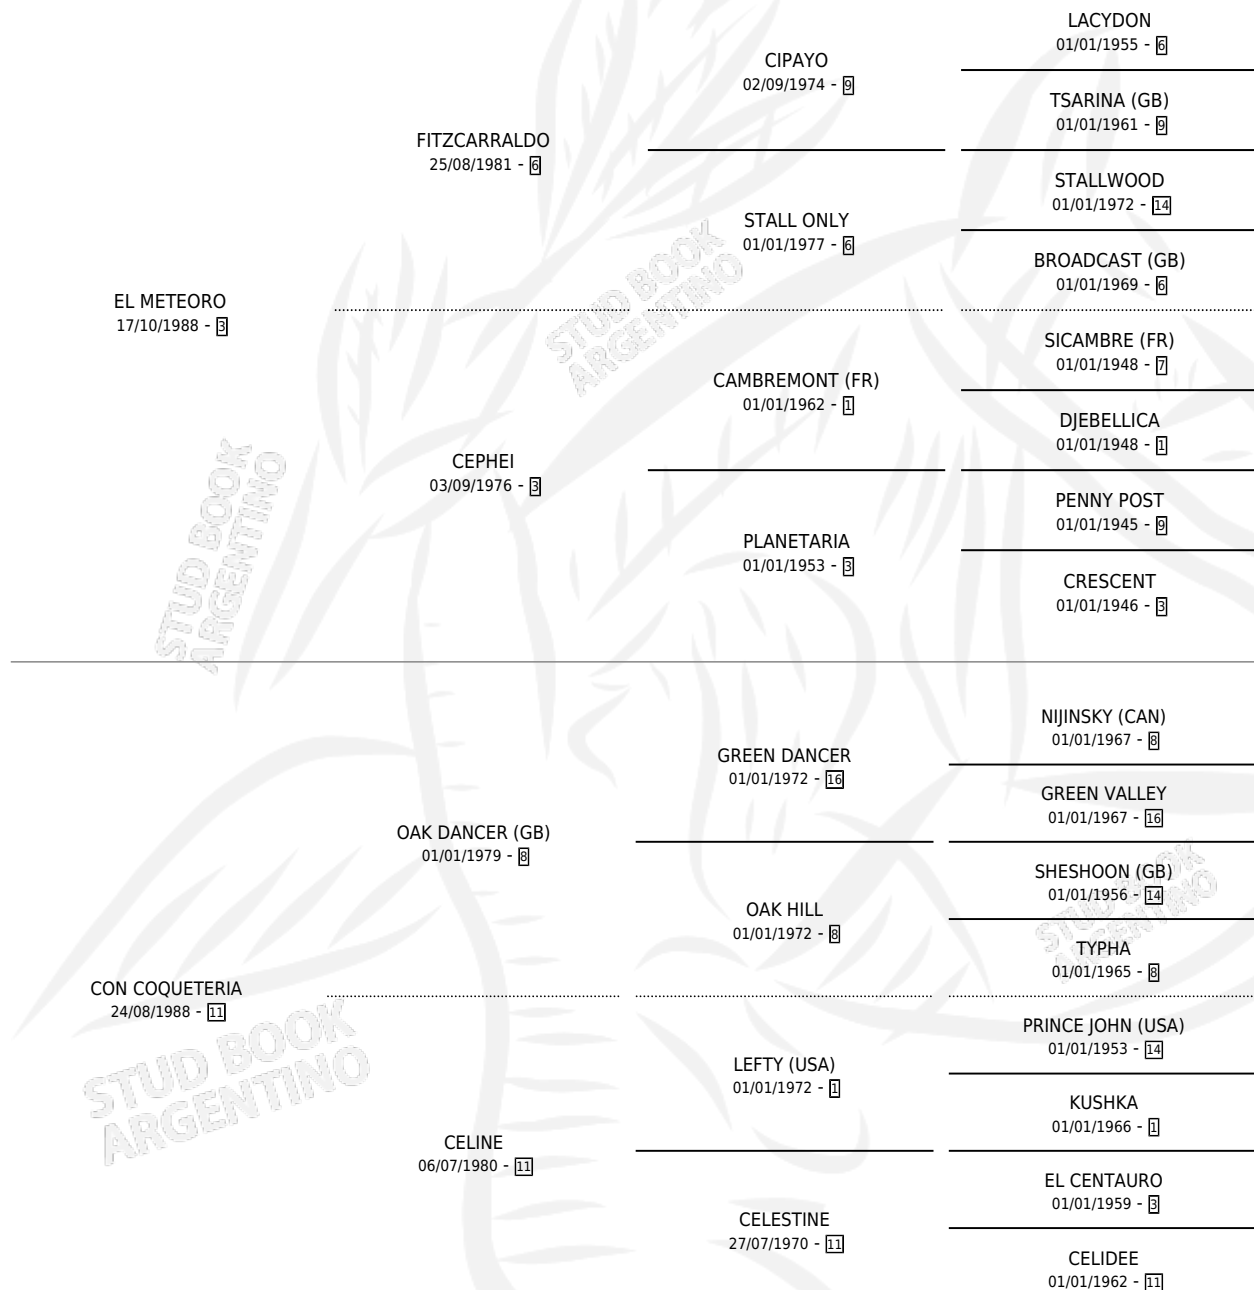 LACYDON
01/01/1955 - 6
CIPAYO
02/09/1974 - 9
TSARINA (GB)
01/01/1961 - 9
FITZCARRALDO
25/08/1981 - 6
STALLWOOD
01/01/1972 - 14
STALL ONLY
01/01/1977 - 6
BROADCAST (GB)
01/01/1969 - 6
EL METEORO
17/10/1988 - 3
STUD BOOK
ARGENTINO
SICAMBRE (FR)
01/01/1948 - 7
CAMBREMONT (FR)
01/01/1962 - 1
DJEBELLICA
01/01/1948 - 1
CEPHEI
03/09/1976 - 3
PENNY POST
01/01/1945 - 9
PLANETARIA
01/01/1953 - 3
CRESCENT
01/01/1946 - 3
STUD BOOK
ARGENTINO
NIJINSKY (CAN)
01/01/1967 - 8
GREEN DANCER
01/01/1972 - 16
GREEN VALLEY
01/01/1967 - 16
OAK DANCER (GB)
01/01/1979 - 8
SHESHOON (GB)
01/01/1956 - 14
OAK HILL
01/01/1972 - 8
TYPHA
01/01/1965 - 8
STUD BOOK
ARGENTINO
CON COQUETERIA
24/08/1988 - 11
PRINCE JOHN (USA)
01/01/1953 - 14
LEFTY (USA)
01/01/1972 - 1
KUSHKA
01/01/1966 - 1
CELINE
06/07/1980 - 11
EL CENTAURO
01/01/1959 - 3
CELESTINE
27/07/1970 - 11
CELIDEE
01/01/1962 - 11
STUD BOOK
ARGENTINO